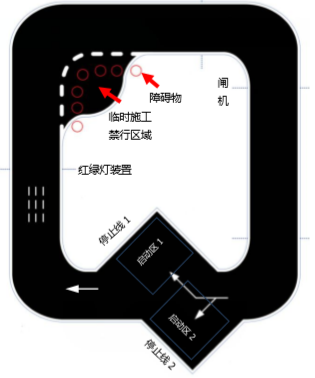 闸
机
障碍物
临时施工
禁行区域
红绿灯装置
停止线 1
启动区 1
启动区 2
停止线 2